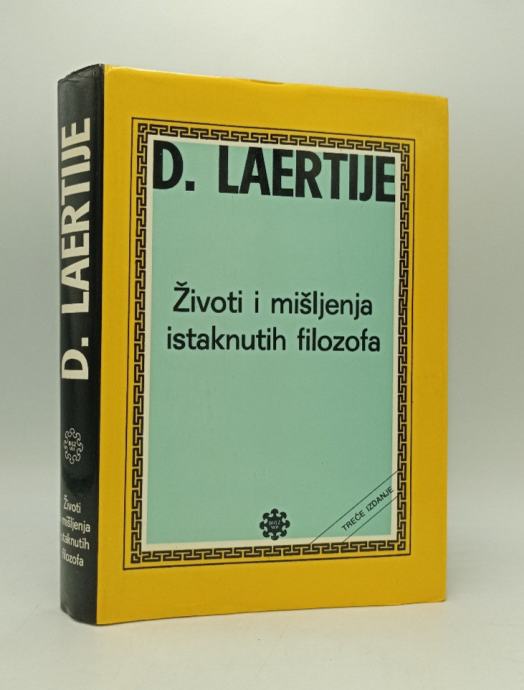 D. LAERTIJE
Životi i mišljenja
istaknutih filozofa
TREĆE IZDANJE
D. LAERTIJE
Životi
i mišljenja
istaknutih
filozofa